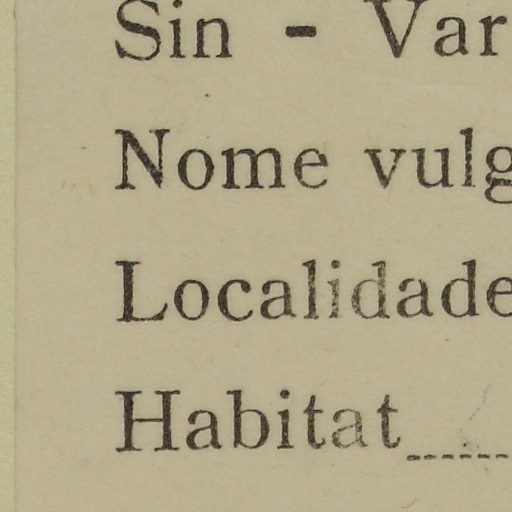 Sin - Var
Nome vulg
Localidade
Habitat